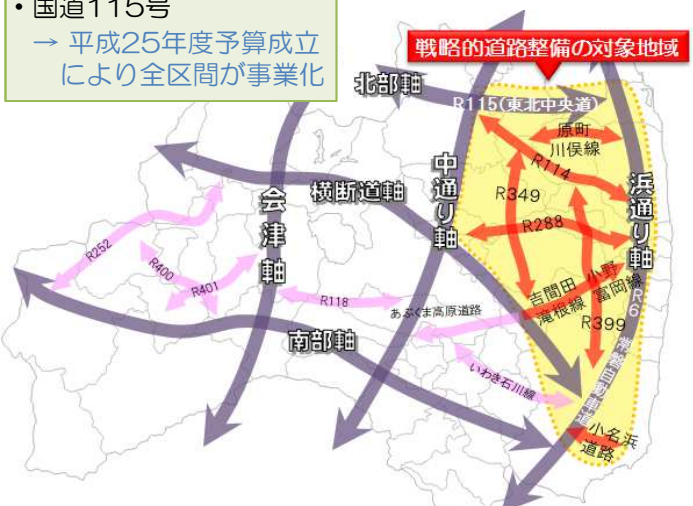 ・国道115号
→ 平成25年度予算成立
により全区間が事業化
戦略的道路整備の対象地域
北部軸
R115(東北中央道)
原町
川俣線
R114
中通り軸
浜通り軸
会津軸
横断道軸
R349
R288
R252
R400
R401
R118
あぶくま高原道路
吉間田
滝根線
小野
富岡線
R6
R399
南部軸
いわき石川線
常磐自動車道
小名浜
道路